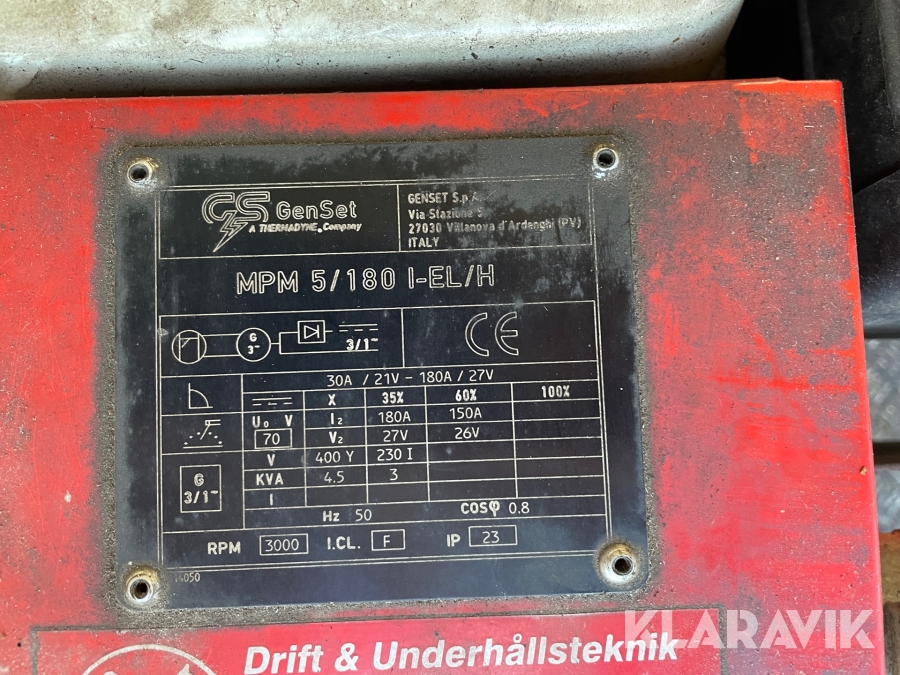 GS GenSet
A THERMADYNE® Company
GENSET S.p.A.
Via Stazione 5
27030 Villanova d'Ardenghi (PV)
ITALY
MPM 5/180 I-EL/H
G
3~
3/1~
CE
30A / 21V - 180A / 27V
X 35% 60% 100%
U₀ V I₂ 180A 150A
70 V₂ 27V 26V
V 400 Y 230 I
G
3/1~
KVA 4.5 3
I
Hz 50 COSφ 0.8
RPM 3000 I.CL. F IP 23
14050
Drift & Underhållsteknik
KLARAVIK